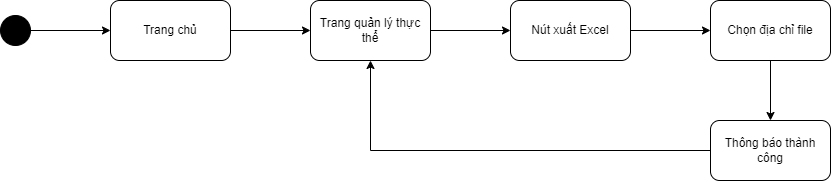 Trang chủ
Trang quản lý thực
thể
Nút xuất Excel
Chọn địa chỉ file
Thông báo thành
công